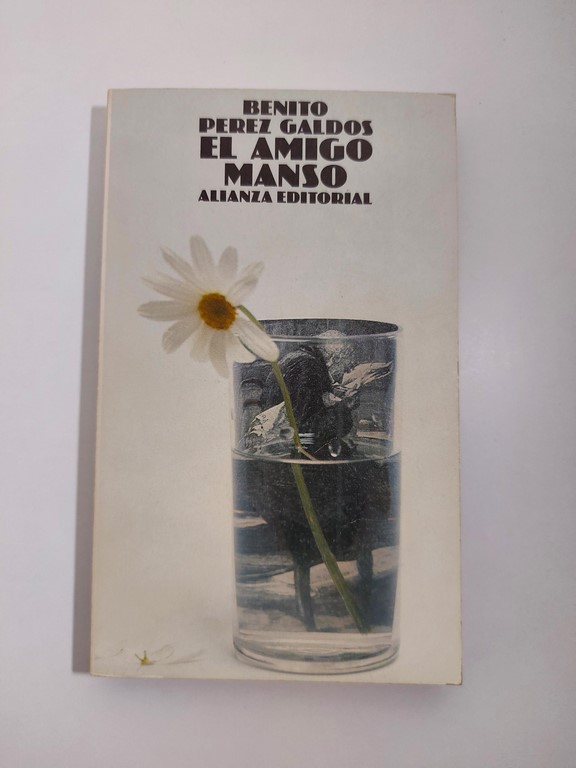 BENITO
PEREZ GALDOS
EL AMIGO
MANSO
ALIANZA EDITORIAL